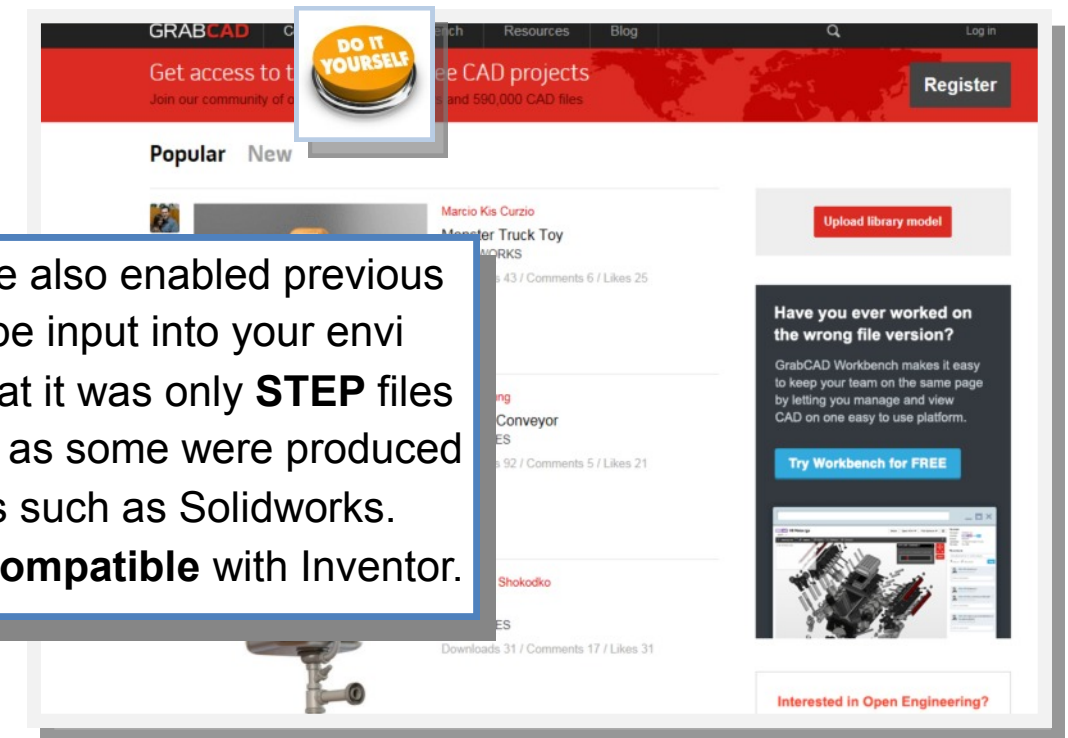 GRABCAD Resources Blog Log in
DO IT
YOURSELF
Get access to CAD projects
Join our community of and 590,000 CAD files
Register
Popular New
Marcio Kis Curzio
Truck Toy
43 / Comments 6 / Likes 25
also enabled previous
be input into your envi
it was only STEP files
as some were produced
such as Solidworks.
with Inventor.
Conveyor
92 / Comments 5 / Likes 21
Shokodko
Downloads 31 / Comments 17 / Likes 31
Upload library model
Have you ever worked on
the wrong file version?
GrabCAD Workbench makes it easy
to keep your team on the same page
by letting you manage and view
CAD on one easy to use platform.
Try Workbench for FREE
Interested in Open Engineering?